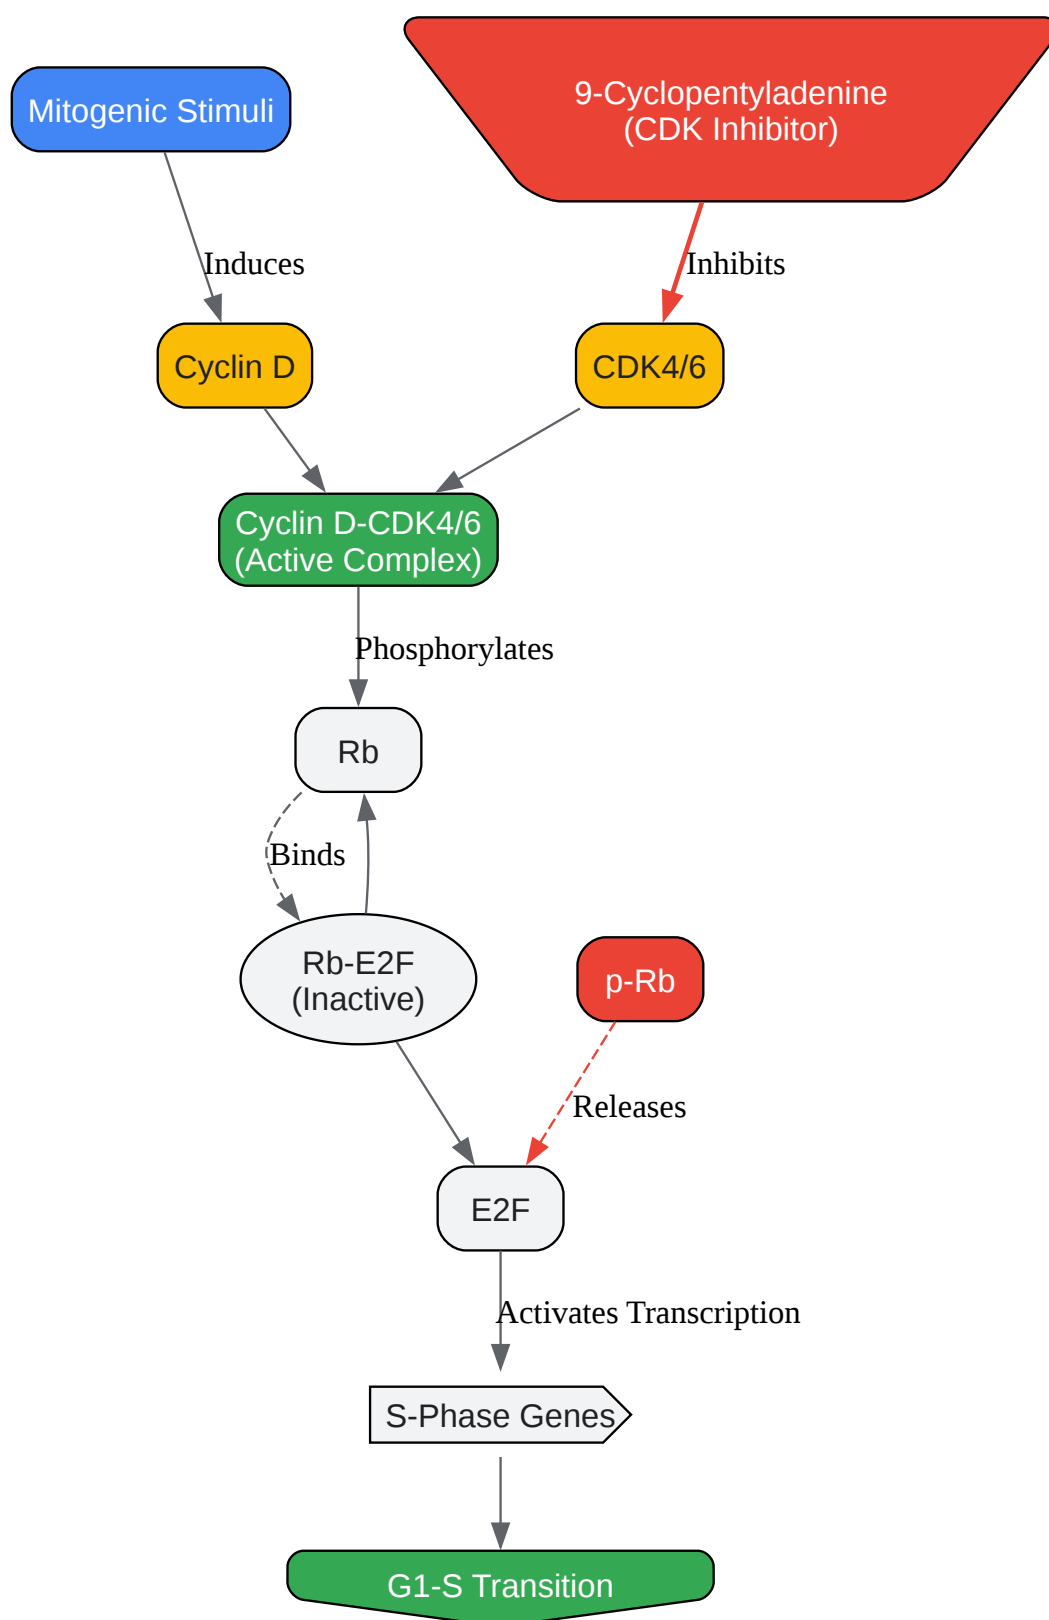 9-Cyclopentyladenine
(CDK Inhibitor)
Mitogenic Stimuli
Induces
Inhibits
Cyclin D
CDK4/6
Cyclin D-CDK4/6
(Active Complex)
Phosphorylates
Rb
Binds
Rb-E2F
(Inactive)
p-Rb
Releases
E2F
Activates Transcription
S-Phase Genes
G1-S Transition